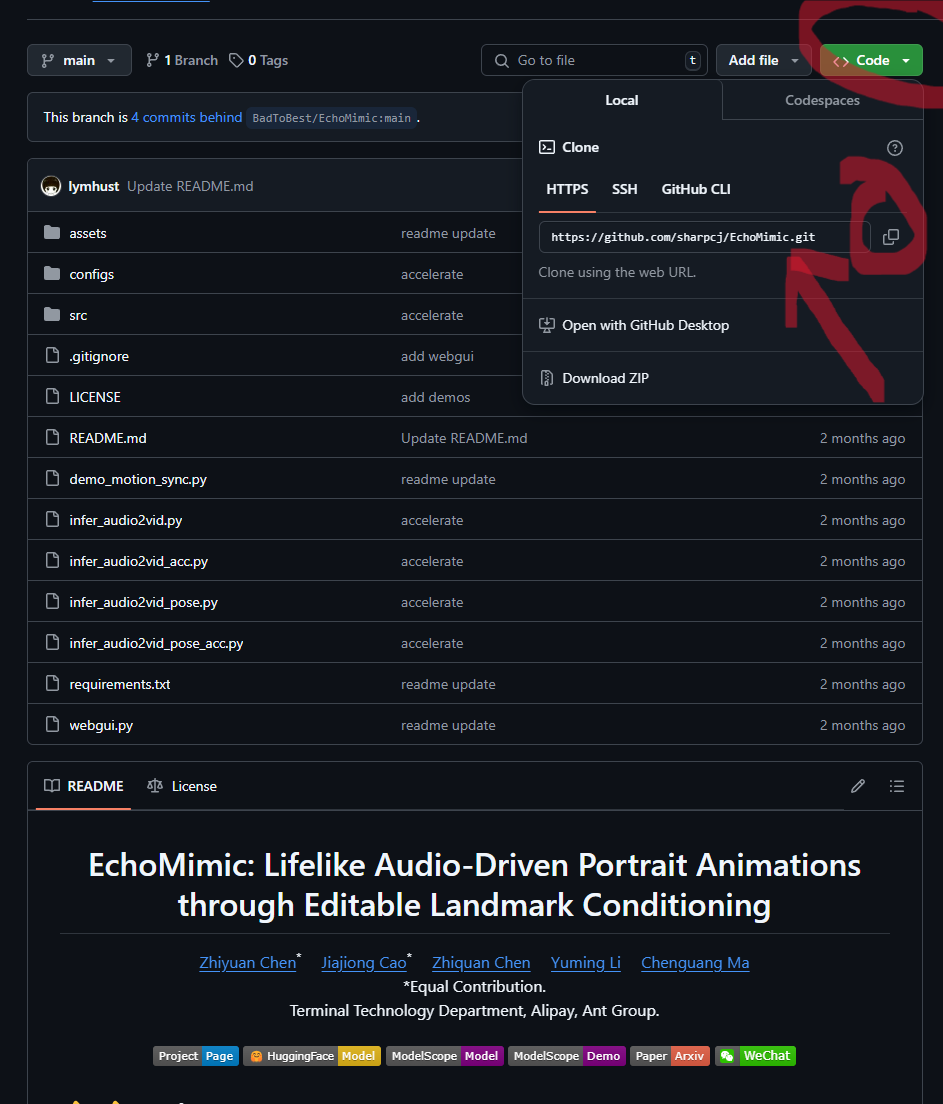 main 1 Branch 0 Tags Go to file t Add file <> Code
Local Codespaces
This branch is 4 commits behind BadToBest/EchoMimic:main .
Clone
HTTPS SSH GitHub CLI
https://github.com/sharpcj/EchoMimic.git
Clone using the web URL.
Open with GitHub Desktop
Download ZIP
lymhust Update README.md
assets readme update
configs accelerate
src accelerate
.gitignore add webgui
LICENSE add demos
README.md Update README.md 2 months ago
demo_motion_sync.py readme update 2 months ago
infer_audio2vid.py accelerate 2 months ago
infer_audio2vid_acc.py accelerate 2 months ago
infer_audio2vid_pose.py accelerate 2 months ago
infer_audio2vid_pose_acc.py accelerate 2 months ago
requirements.txt readme update 2 months ago
webgui.py readme update 2 months ago
README License
EchoMimic: Lifelike Audio-Driven Portrait Animations
through Editable Landmark Conditioning
Zhiyuan Chen* Jiajiong Cao* Zhiquan Chen Yuming Li Chenguang Ma
*Equal Contribution.
Terminal Technology Department, Alipay, Ant Group.
Project Page HuggingFace Model ModelScope Model ModelScope Demo Paper Arxiv WeChat